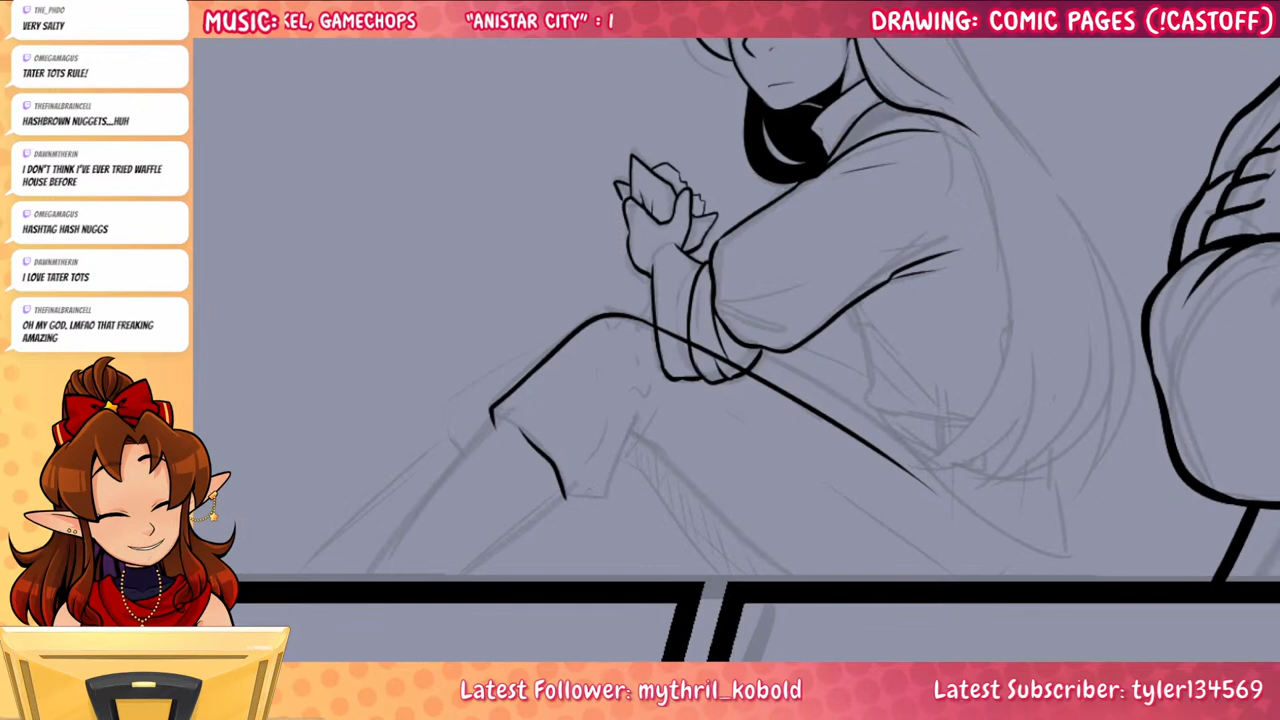 THE_PHDO
VERY SALTY
MUSIC: KEL, GAMECHOPS "ANISTAR CITY" : I
DRAWING: COMIC PAGES (!CASTOFF)
OMEGAMAGUS
TATER TOTS RULE!
THEFINALBRAINCELL
HASHBROWN NUGGETS...HUH
DAWNMTHERIN
I DON'T THINK I'VE EVER TRIED WAFFLE
HOUSE BEFORE
OMEGAMAGUS
HASHTAG HASH NUGGS
DAWNMTHERIN
I LOVE TATER TOTS
THEFINALBRAINCELL
OH MY GOD, LMFAO THAT FREAKING
AMAZING
Latest Follower: mythril_kobold
Latest Subscriber: tyler134569